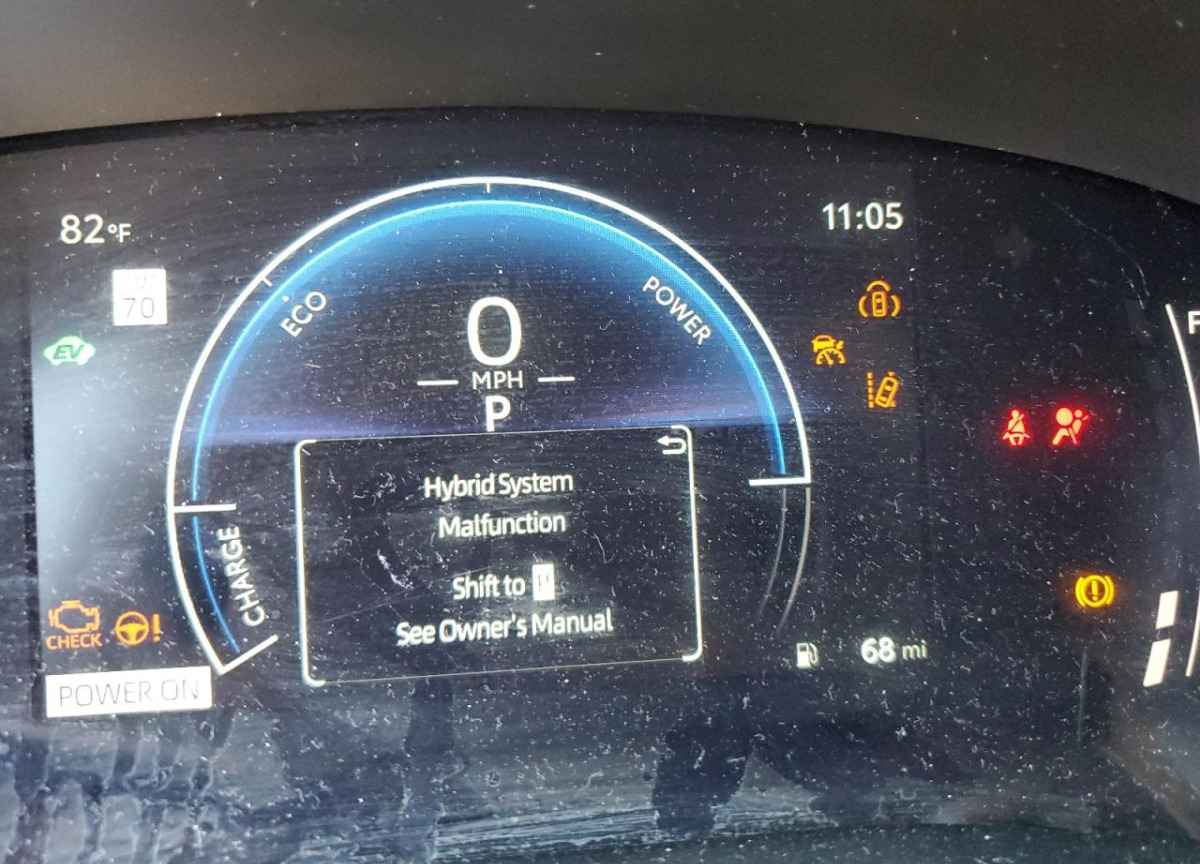 82°F
11:05
70
EV
ECO
POWER
0
MPH
P
Hybrid System
Malfunction
Shift to P
See Owner's Manual
CHARGE
CHECK
POWER ON
68 mi
F